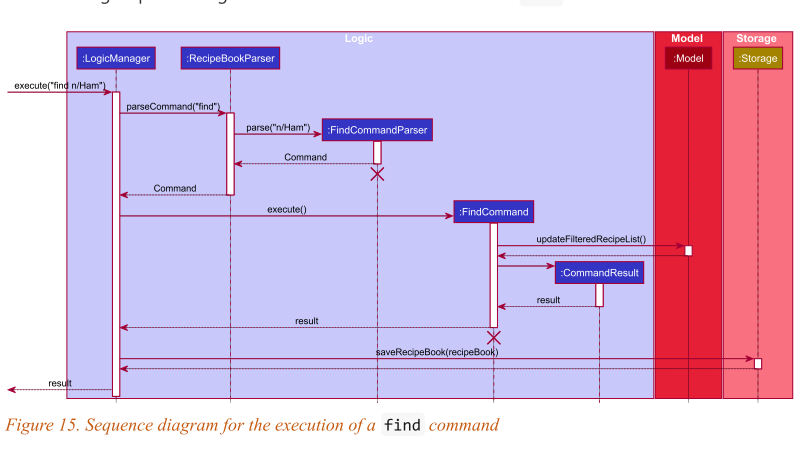 Logic
Model
Storage
:LogicManager
:RecipeBookParser
:Model
:Storage
execute("find n/Ham")
parseCommand("find")
parse("n/Ham")
:FindCommandParser
Command
Command
execute()
:FindCommand
updateFilteredRecipeList()
:CommandResult
result
result
saveRecipeBook(recipeBook)
result
Figure 15. Sequence diagram for the execution of a find command